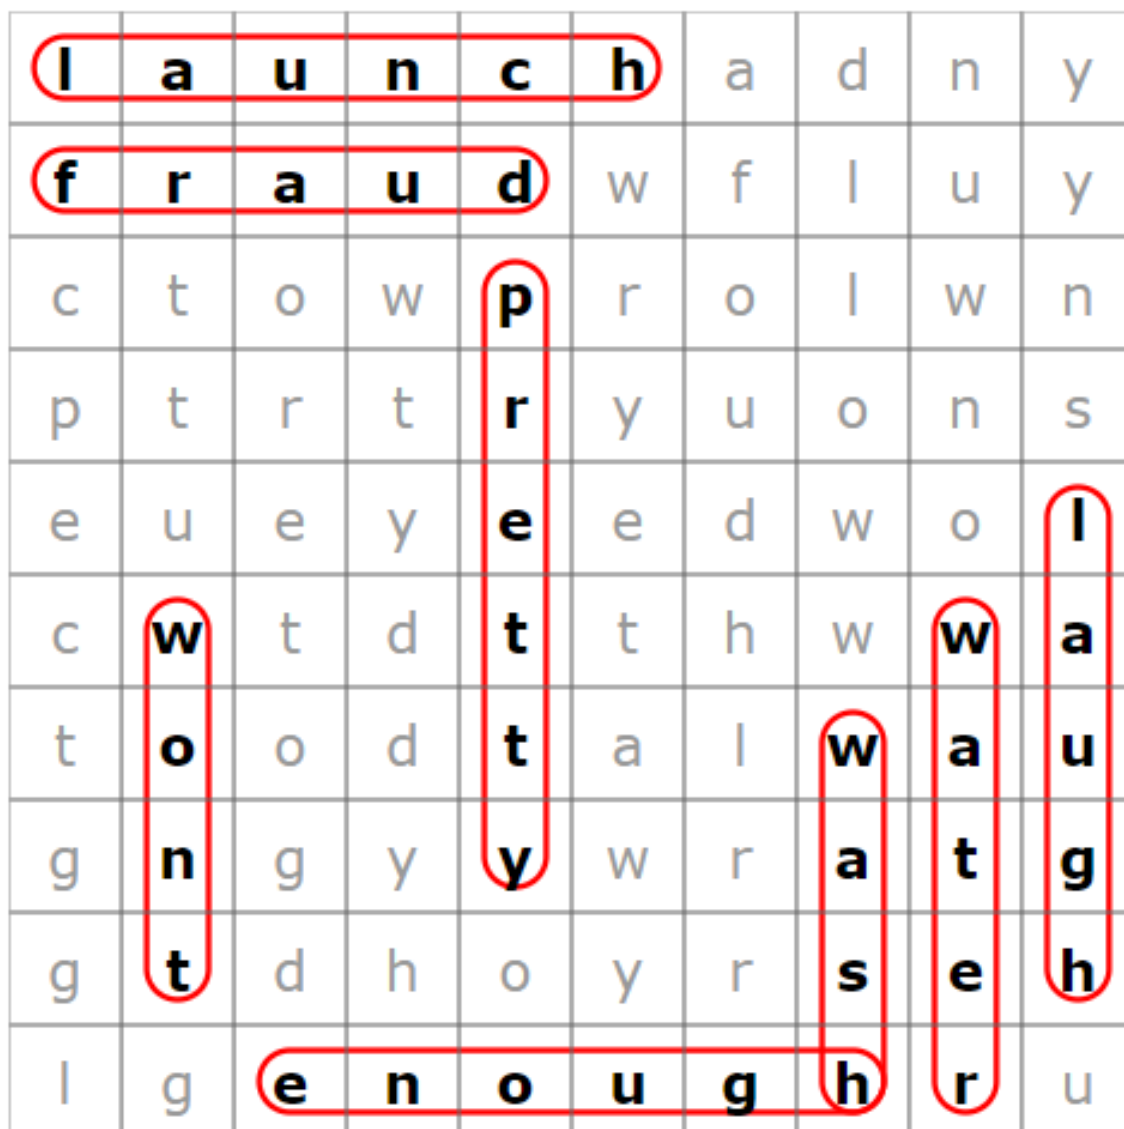 l a u n c h a d n y
f r a u d w f l u y
c t o w p r o l w n
p t r t r y u o n s
e u e y e e d w o l
c w t d t t h w w a
t o o d t a l w a u
g n g y y w r a t g
g t d h o y r s e h
l g e n o u g h r u